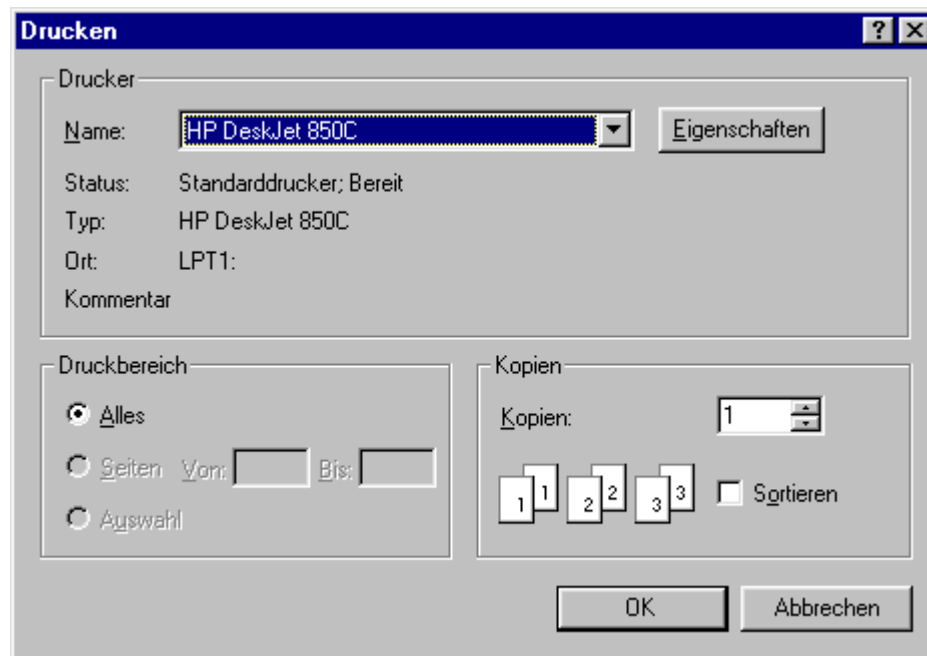 Drucken
Drucker
Name: HP DeskJet 850C Eigenschaften
Status: Standarddrucker; Bereit
Typ: HP DeskJet 850C
Ort: LPT1:
Kommentar
Druckbereich
Alles
Seiten Von: Bis:
Auswahl
Kopien
Kopien: 1
1 1 2 2 3 3 Sortieren
OK Abbrechen